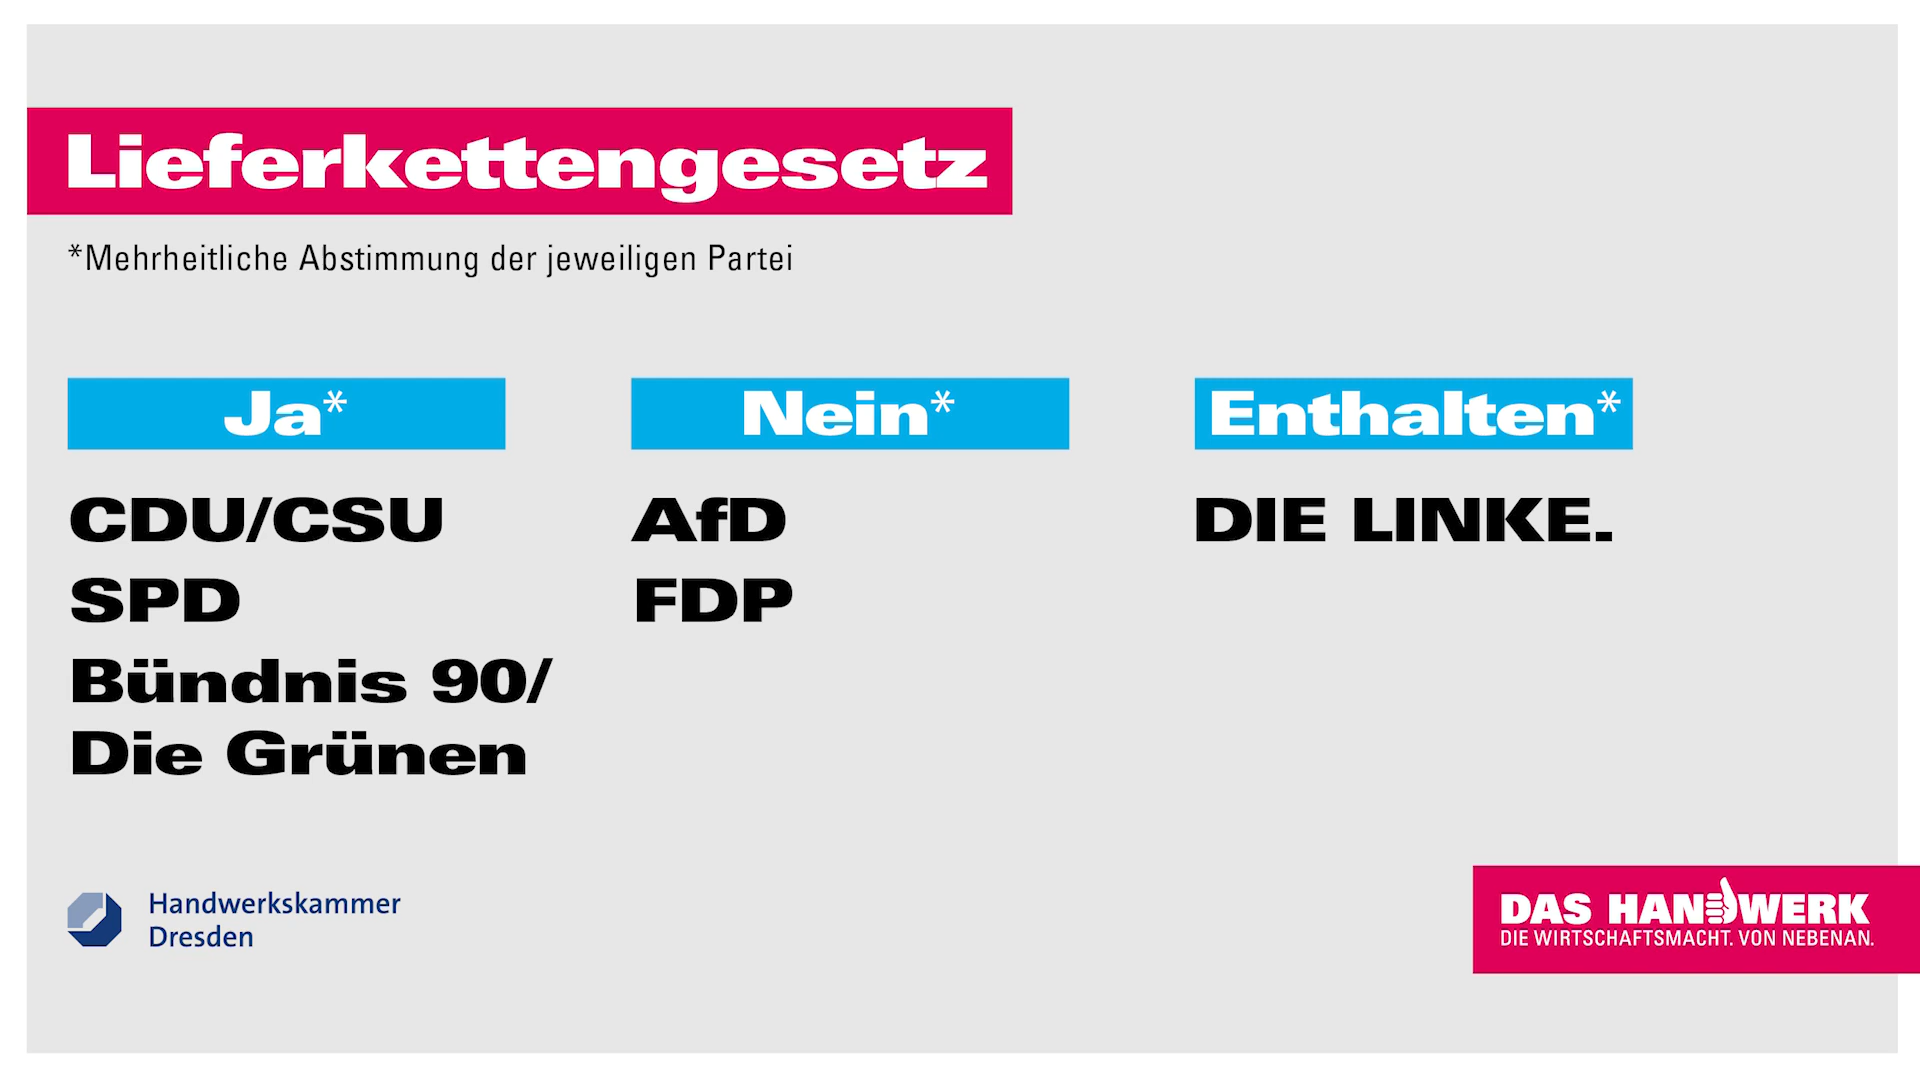 Lieferkettengesetz
*Mehrheitliche Abstimmung der jeweiligen Partei
Ja*
CDU/CSU
SPD
Bündnis 90/
Die Grünen
Nein*
AfD
FDP
Enthalten*
DIE LINKE.
Handwerkskammer
Dresden
DAS HANDWERK
DIE WIRTSCHAFTSMACHT. VON NEBENAN.